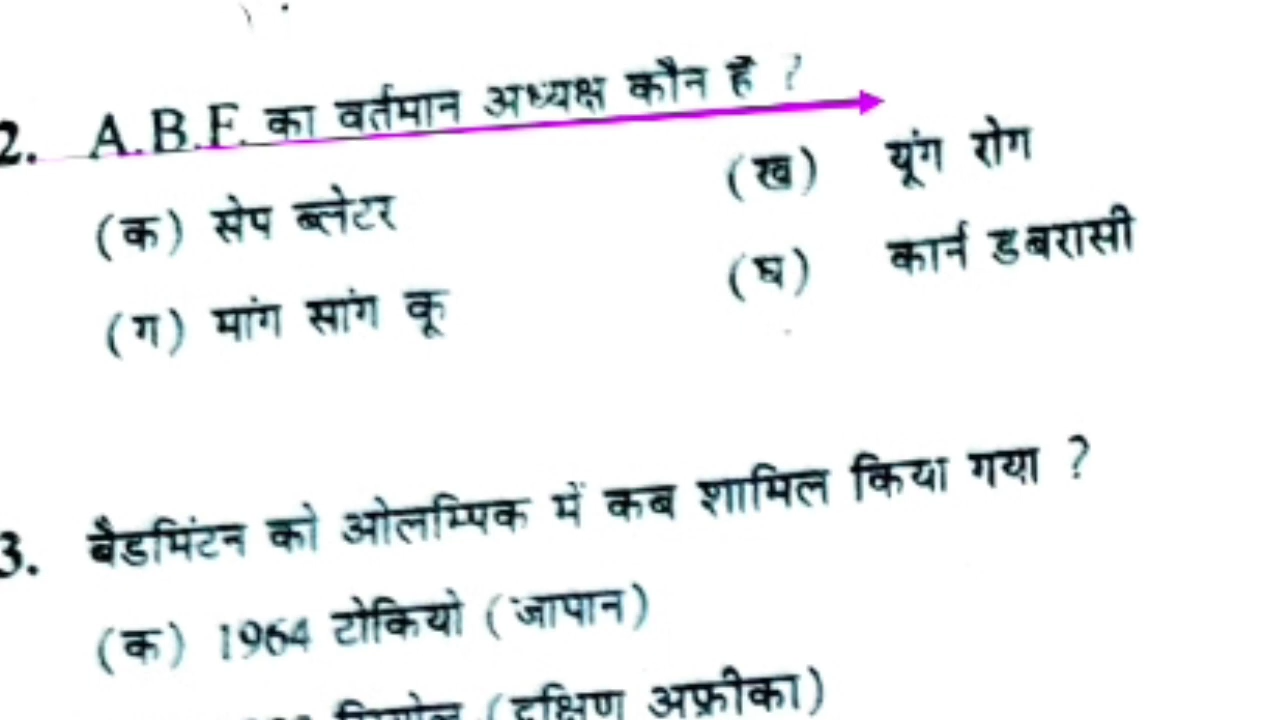 2. A.B.F. का वर्तमान अध्यक्ष कौन है ?
(क) सेप ब्लेटर (ख) यूंग रोग
(ग) मांग सांग कू (घ) कार्न डबरासी
3. बैडमिंटन को ओलम्पिक में कब शामिल किया गया ?
(क) 1964 टोकियो (जापान)
(दक्षिण अफ्रीका)